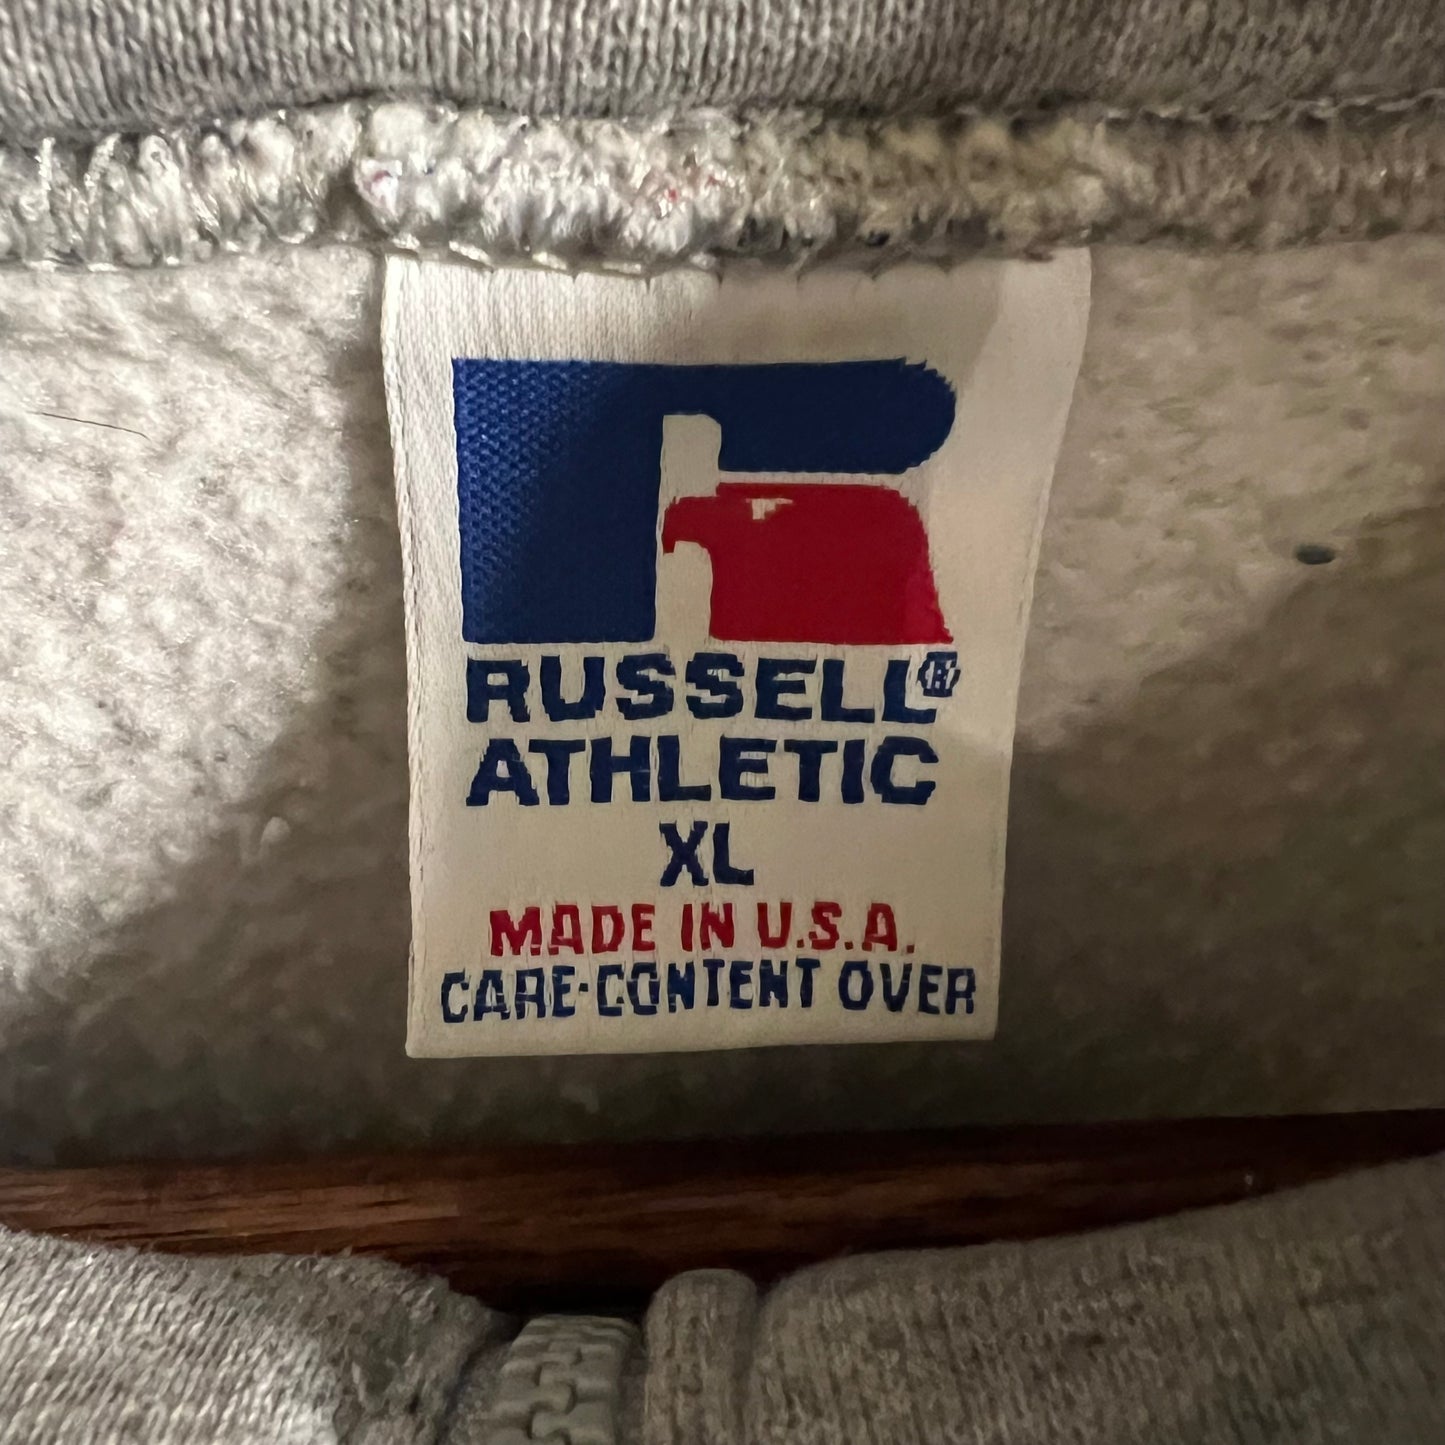 RUSSELL®
ATHLETIC
XL
MADE IN U.S.A.
CARE·CONTENT OVER